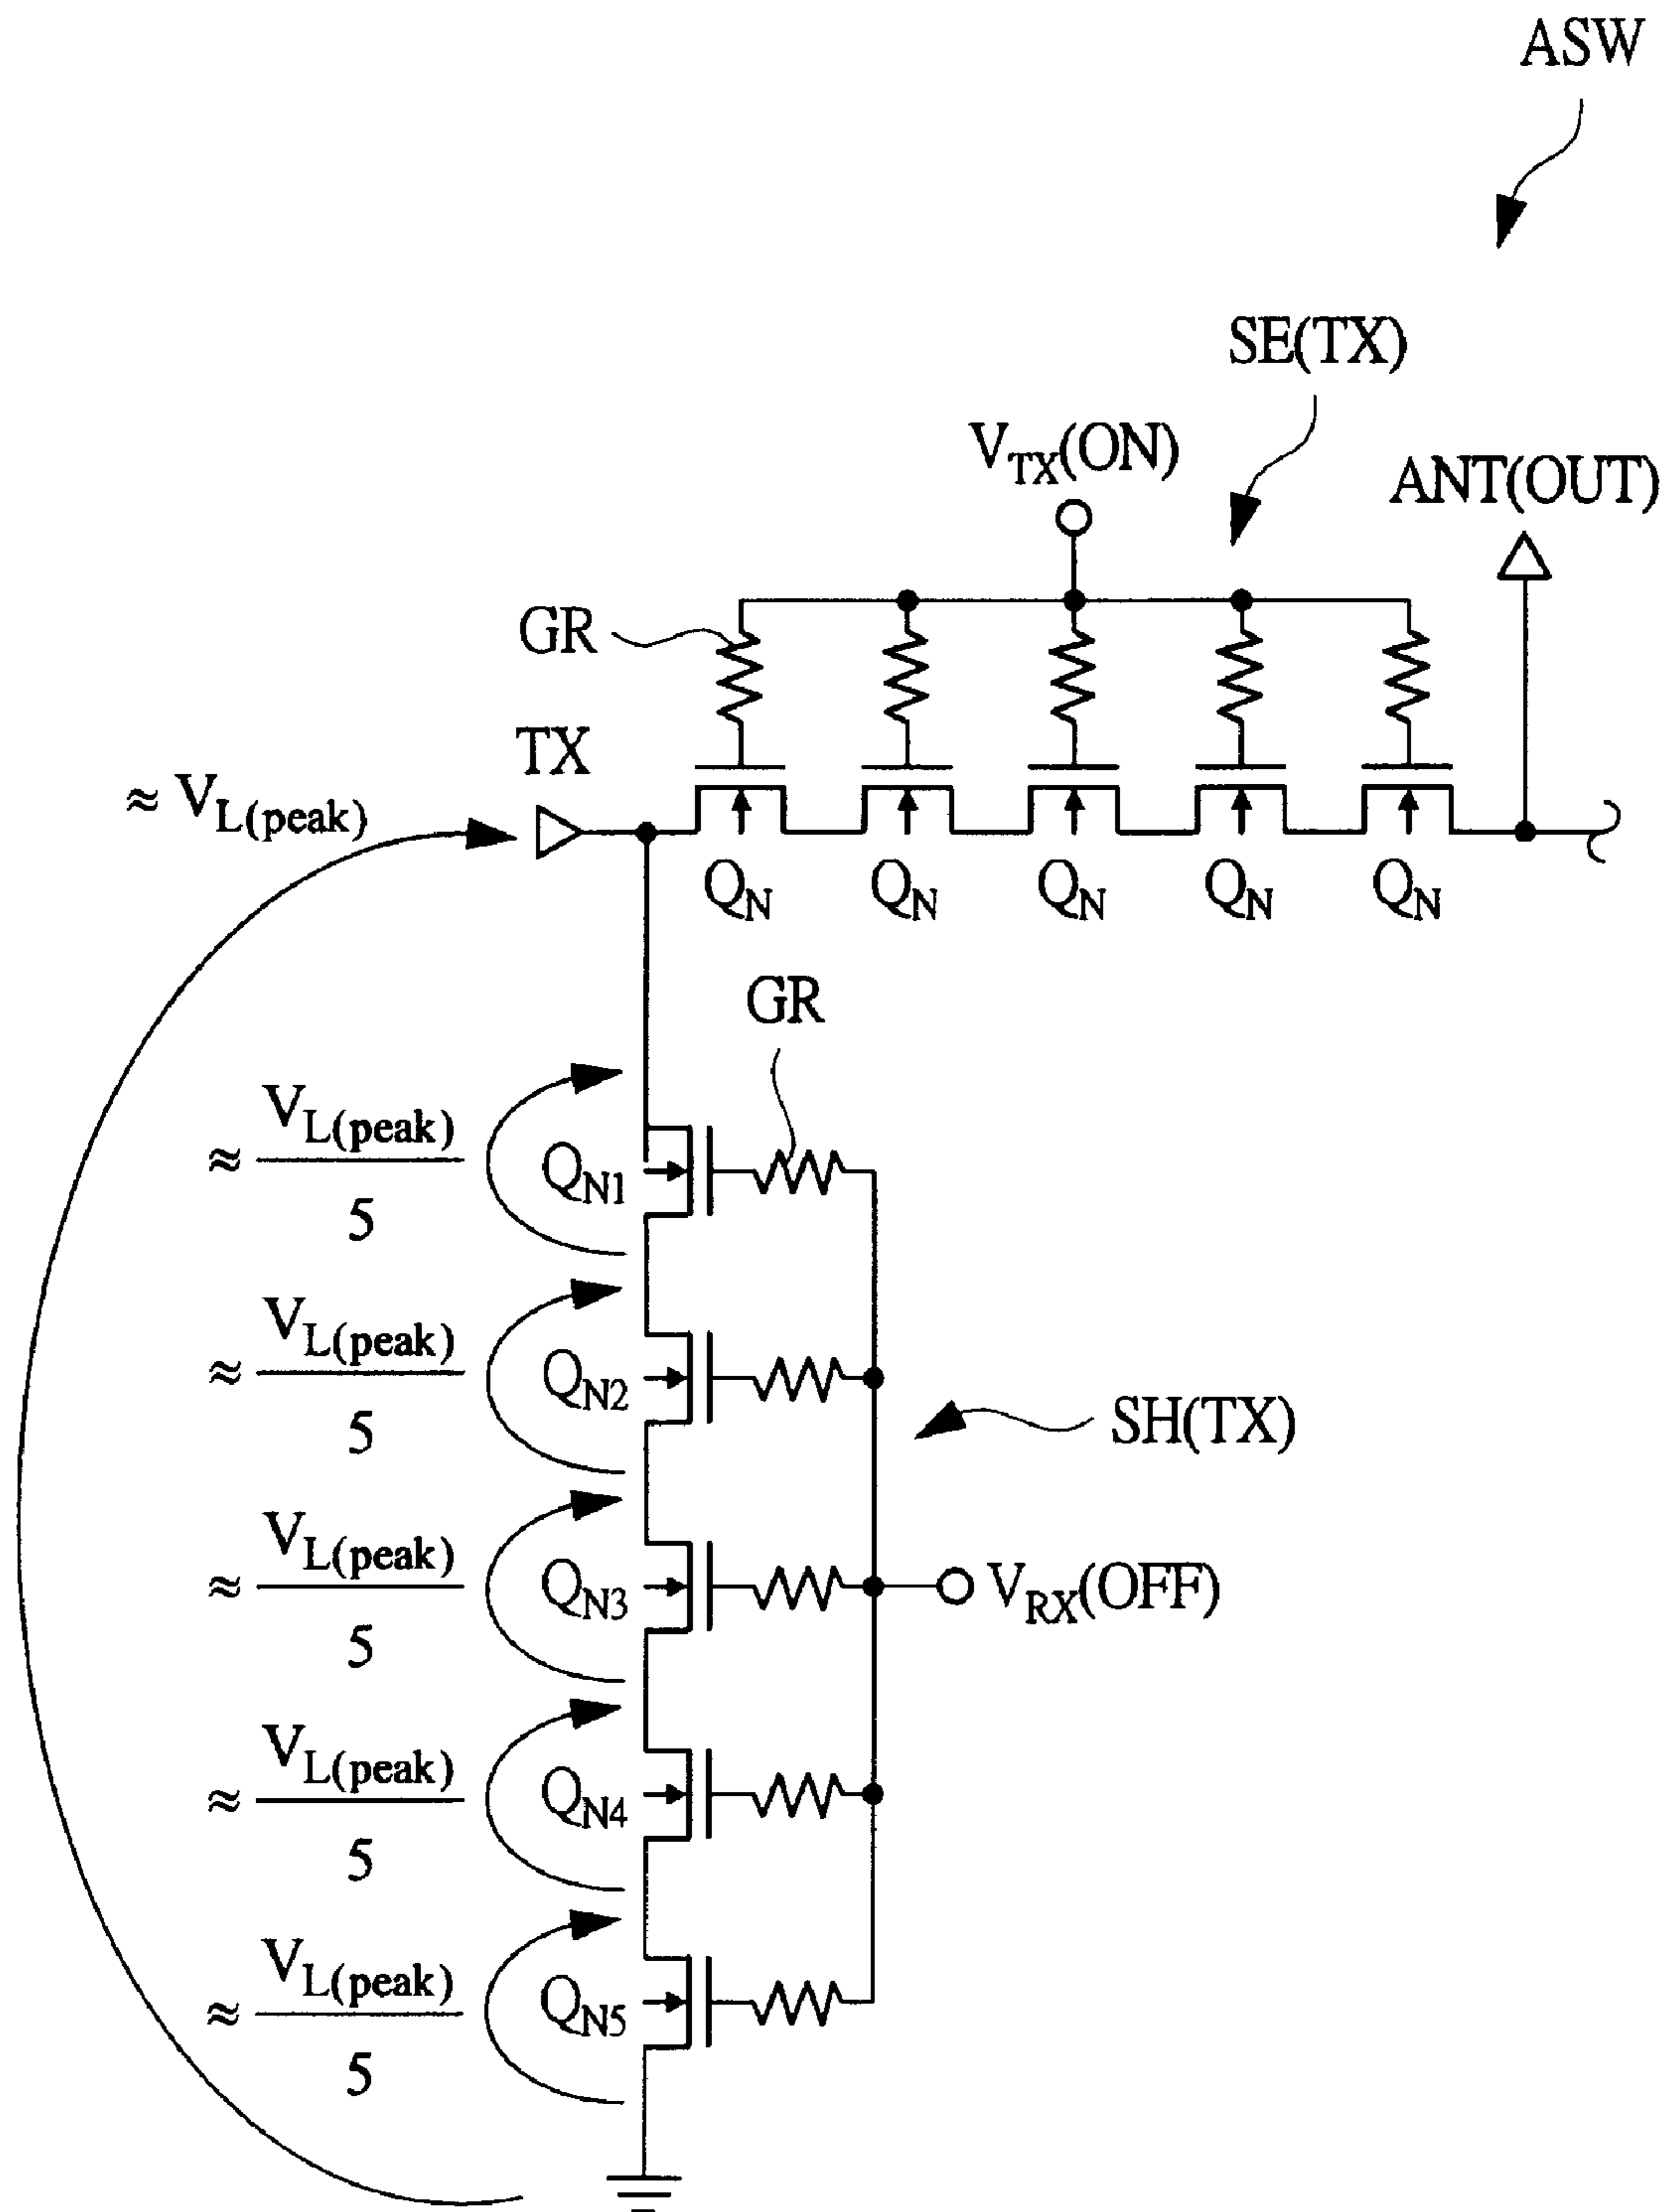 ASW
SE(TX)
VTX(ON)
ANT(OUT)
GR
TX
≈ VL(peak)
QN QN QN QN QN
GR
≈ VL(peak) / 5
QN1
≈ VL(peak) / 5
QN2
SH(TX)
≈ VL(peak) / 5
QN3
VRX(OFF)
≈ VL(peak) / 5
QN4
≈ VL(peak) / 5
QN5